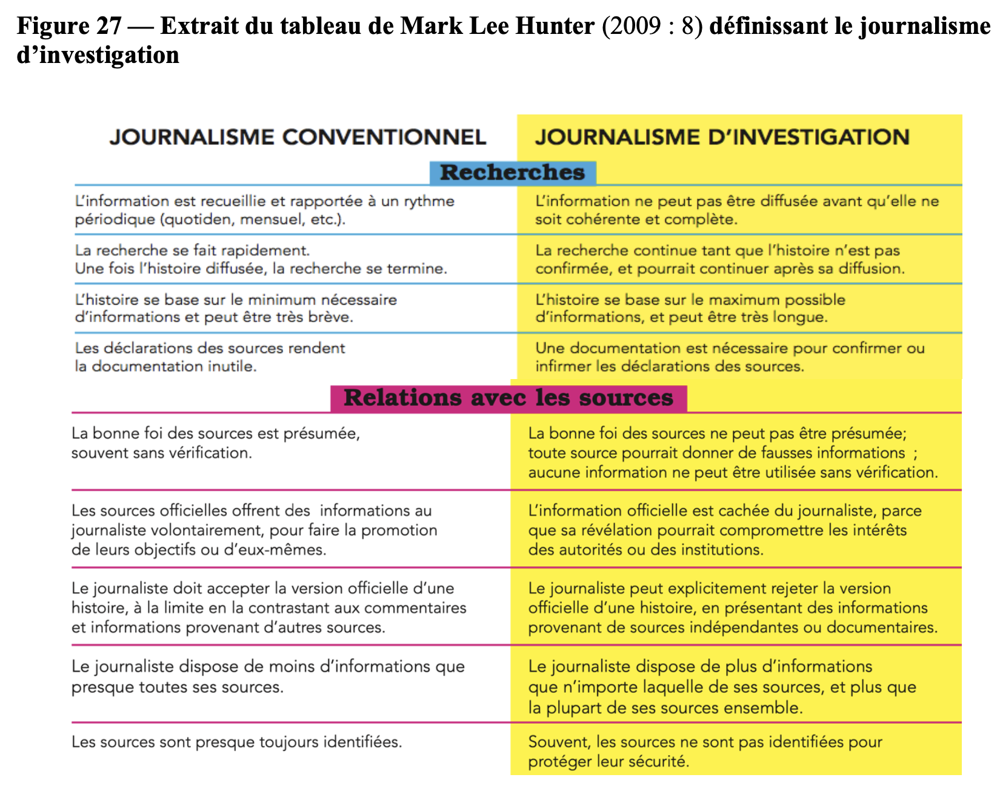 Figure 27 — Extrait du tableau de Mark Lee Hunter (2009 : 8) définissant le journalisme
d’investigation
JOURNALISME CONVENTIONNEL
JOURNALISME D’INVESTIGATION
Recherches
L’information est recueillie et rapportée à un rythme
périodique (quotiden, mensuel, etc.).
L’information ne peut pas être diffusée avant qu’elle ne
soit cohérente et complète.
La recherche se fait rapidement.
Une fois l’histoire diffusée, la recherche se termine.
La recherche continue tant que l’histoire n’est pas
confirmée, et pourrait continuer après sa diffusion.
L’histoire se base sur le minimum nécessaire
d’informations et peut être très brève.
L’histoire se base sur le maximum possible
d’informations, et peut être très longue.
Les déclarations des sources rendent
la documentation inutile.
Une documentation est nécessaire pour confirmer ou
infirmer les déclarations des sources.
Relations avec les sources
La bonne foi des sources est présumée,
souvent sans vérification.
La bonne foi des sources ne peut pas être présumée;
toute source pourrait donner de fausses informations ;
aucune information ne peut être utilisée sans vérification.
Les sources officielles offrent des informations au
journaliste volontairement, pour faire la promotion
de leurs objectifs ou d’eux-mêmes.
L’information officielle est cachée du journaliste, parce
que sa révélation pourrait compromettre les intérêts
des autorités ou des institutions.
Le journaliste doit accepter la version officielle d’une
histoire, à la limite en la contrastant aux commentaires
et informations provenant d’autres sources.
Le journaliste peut explicitement rejeter la version
officielle d’une histoire, en présentant des informations
provenant de sources indépendantes ou documentaires.
Le journaliste dispose de moins d’informations que
presque toutes ses sources.
Le journaliste dispose de plus d’informations
que n’importe laquelle de ses sources, et plus que
la plupart de ses sources ensemble.
Les sources sont presque toujours identifiées.
Souvent, les sources ne sont pas identifiées pour
protéger leur sécurité.